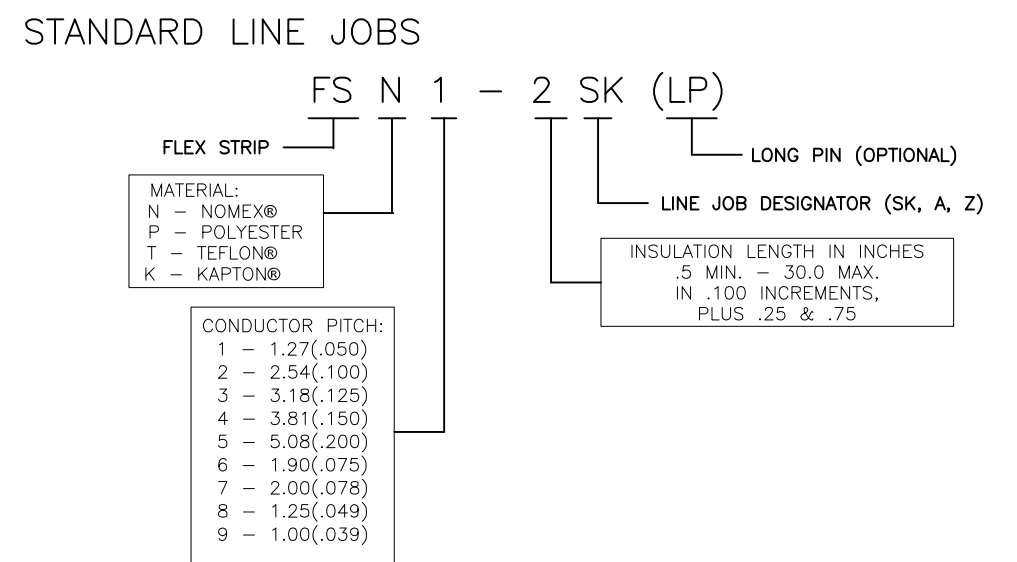 STANDARD LINE JOBS
FS N 1 – 2 SK (LP)
FLEX STRIP
LONG PIN (OPTIONAL)
MATERIAL:
N – NOMEX®
P – POLYESTER
T – TEFLON®
K – KAPTON®
LINE JOB DESIGNATOR (SK, A, Z)
INSULATION LENGTH IN INCHES
.5 MIN. – 30.0 MAX.
IN .100 INCREMENTS,
PLUS .25 & .75
CONDUCTOR PITCH:
1 – 1.27(.050)
2 – 2.54(.100)
3 – 3.18(.125)
4 – 3.81(.150)
5 – 5.08(.200)
6 – 1.90(.075)
7 – 2.00(.078)
8 – 1.25(.049)
9 – 1.00(.039)